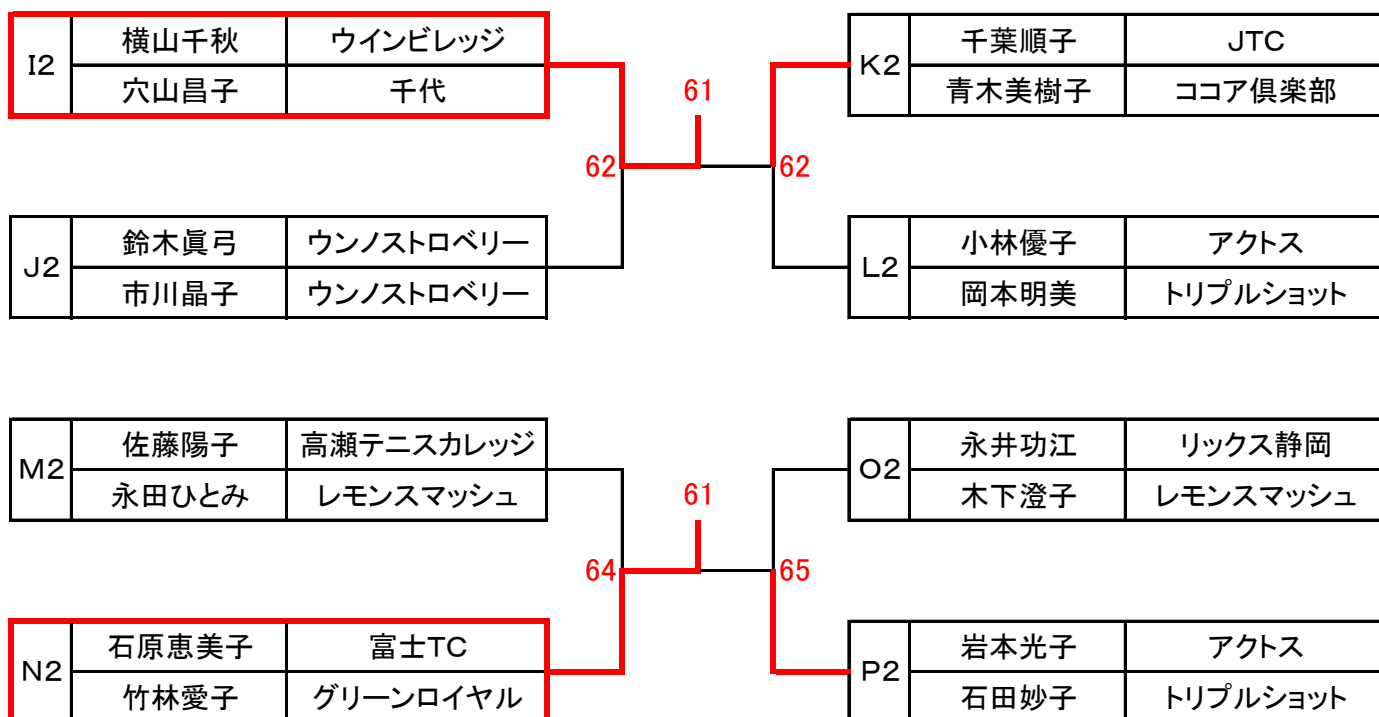 I2 横山千秋 ウインビレッジ
穴山昌子 千代
K2 千葉順子 JTC
青木美樹子 ココア倶楽部
61
62 62
J2 鈴木眞弓 ウンノストロベリー
市川晶子 ウンノストロベリー
L2 小林優子 アクトス
岡本明美 トリプルショット
M2 佐藤陽子 高瀬テニスカレッジ
永田ひとみ レモンスマッシュ
O2 永井功江 リックス静岡
木下澄子 レモンスマッシュ
61
64 65
N2 石原恵美子 富士TC
竹林愛子 グリーンロイヤル
P2 岩本光子 アクトス
石田妙子 トリプルショット